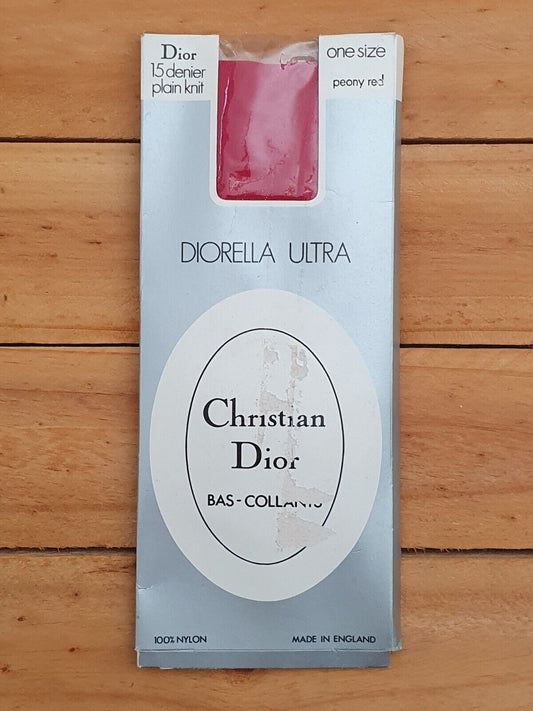 Dior
15 denier
plain knit
one size
peony red
DIORELLA ULTRA
Christian
Dior
BAS-COLLANTS
100% NYLON
MADE IN ENGLAND